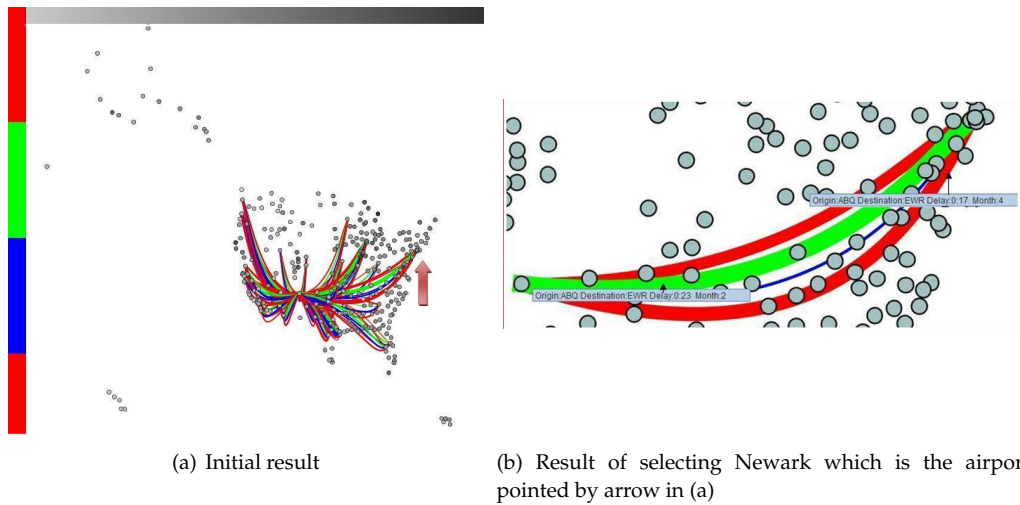 Origin:ABQ Destination:EWR Delay:0:17 Month:4
Origin:ABQ Destination:EWR Delay:0:23 Month:2
(a) Initial result
(b) Result of selecting Newark which is the airpor
pointed by arrow in (a)